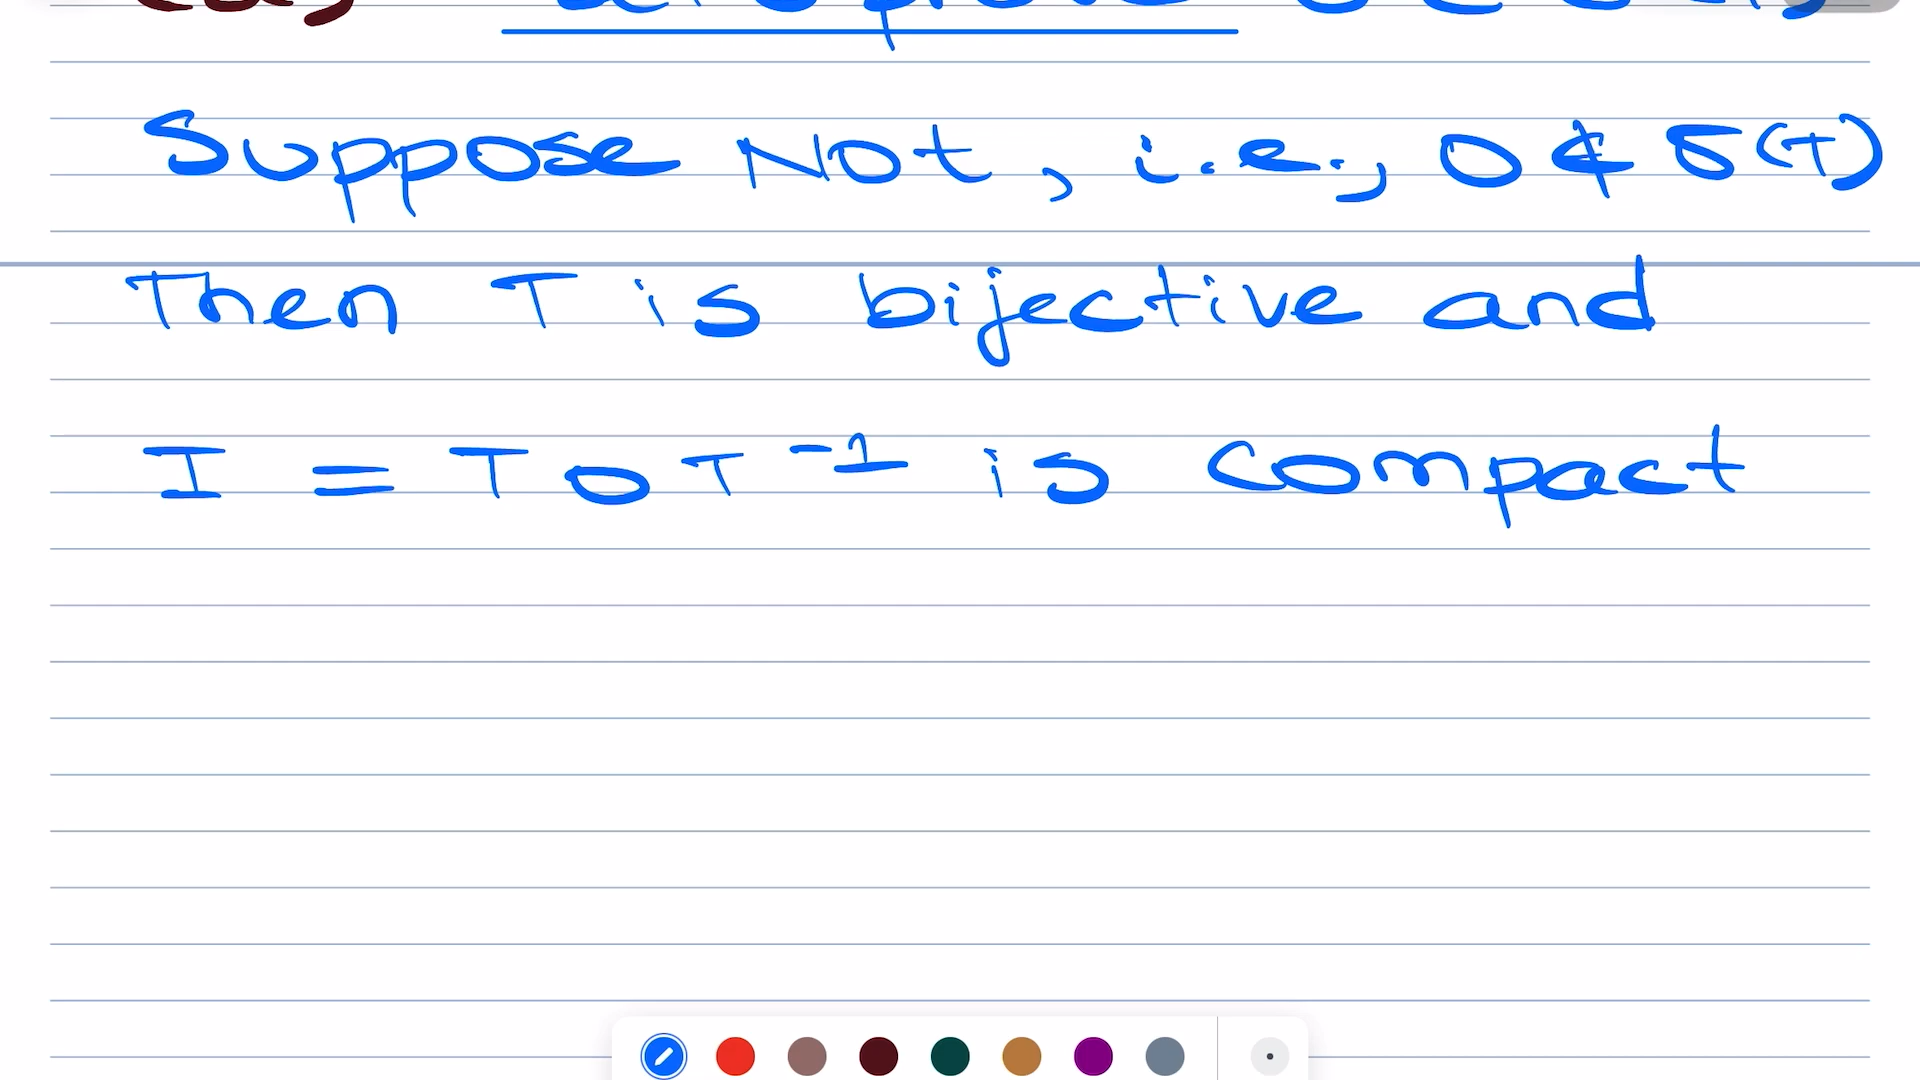 Suppose Not, i.e., 0 ∉ σ(T)
Then T is bijective and
I = T o T⁻¹ is compact